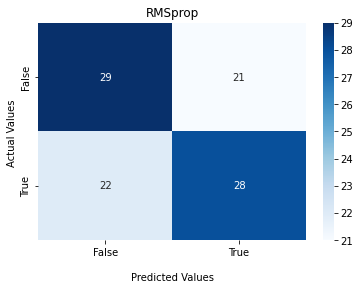 RMSprop
Actual Values
False
True
29
21
22
28
False
True
Predicted Values
29
28
27
26
25
24
23
22
21